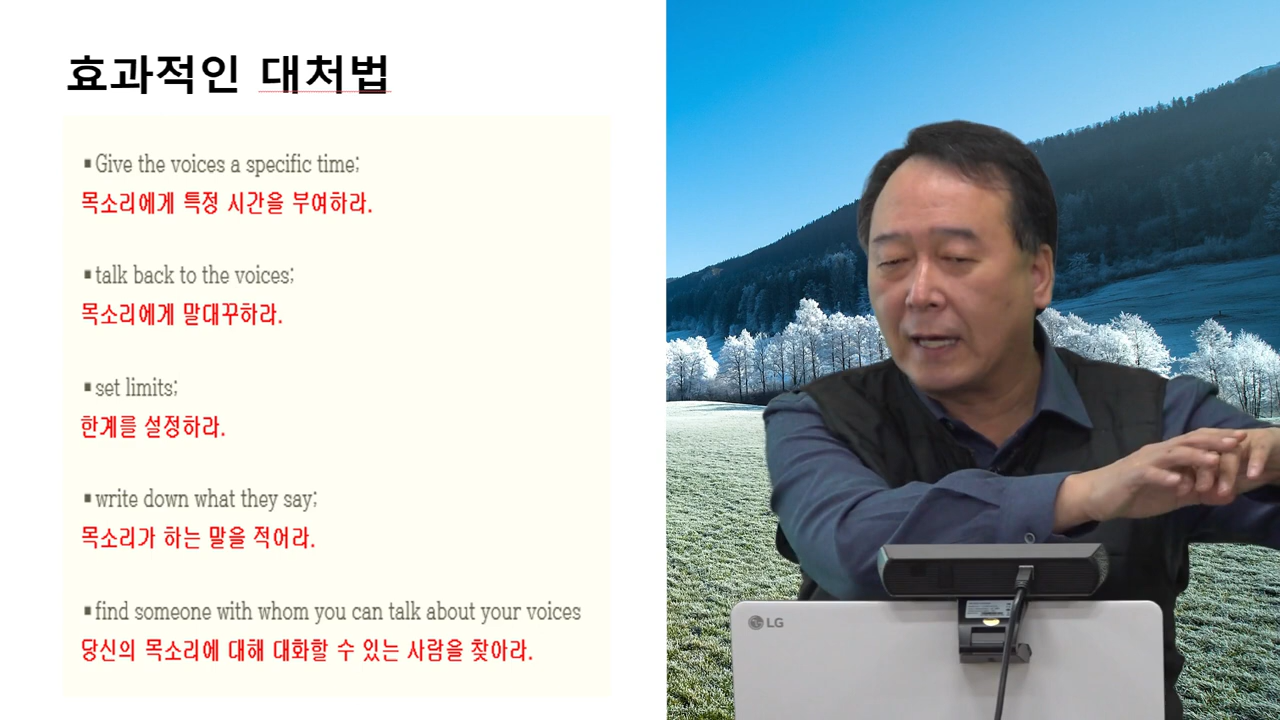 효과적인 대처법
▪Give the voices a specific time;
목소리에게 특정 시간을 부여하라.
▪talk back to the voices;
목소리에게 말대꾸하라.
▪set limits;
한계를 설정하라.
▪write down what they say;
목소리가 하는 말을 적어라.
▪find someone with whom you can talk about your voices
당신의 목소리에 대해 대화할 수 있는 사람을 찾아라.
LG